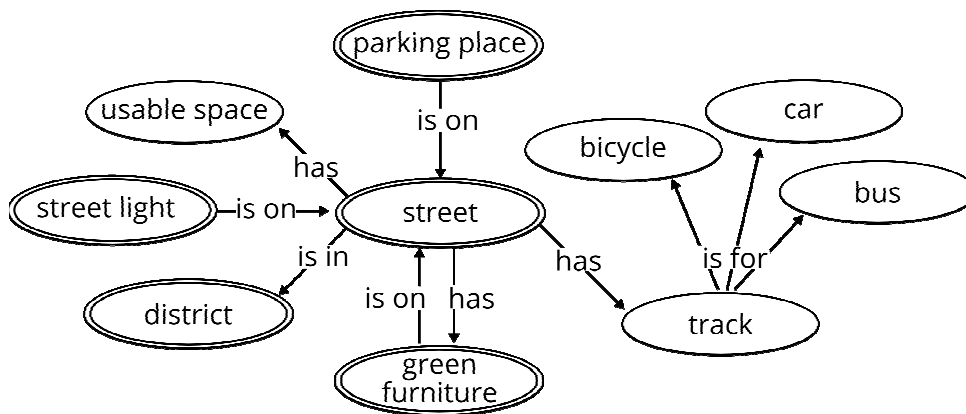 parking place
is on
usable space
car
bicycle
has
bus
street light
is on
street
is in
has
is for
district
is on
has
track
green
furniture